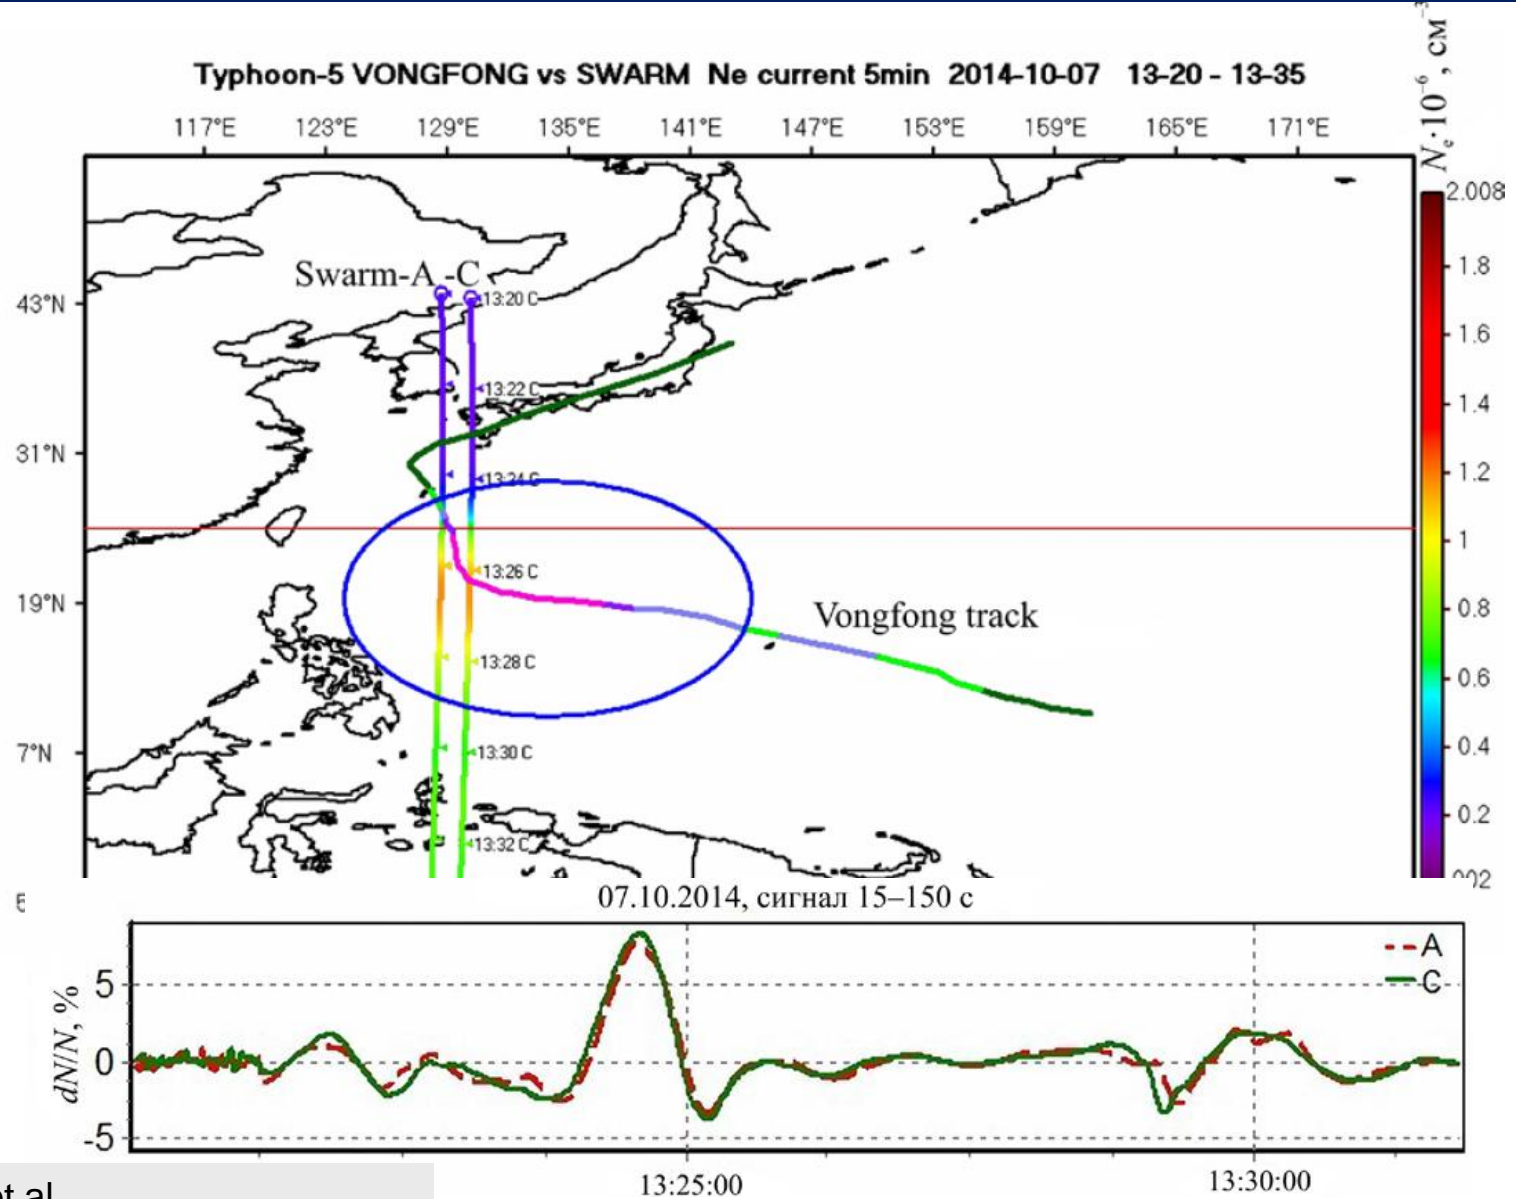 Typhoon-5 VONGFONG vs SWARM Ne current 5min 2014-10-07 13-20 - 13-35
117°E 123°E 129°E 135°E 141°E 147°E 153°E 159°E 165°E 171°E
Nₑ·10⁻⁶, см⁻³
2.008
1.8
1.6
1.4
1.2
1
0.8
0.6
0.4
0.2
43°N
31°N
19°N
7°N
Swarm-A,-C
13:20 C
13:22 C
13:24 C
13:26 C
13:28 C
13:30 C
13:32 C
Vongfong track
07.10.2014, сигнал 15–150 с
dN/N, %
5
0
-5
A
C
13:25:00 13:30:00
et al